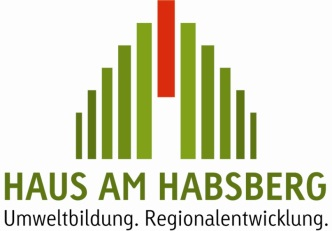 HAUS AM HABSBERG
Umweltbildung. Regionalentwicklung.